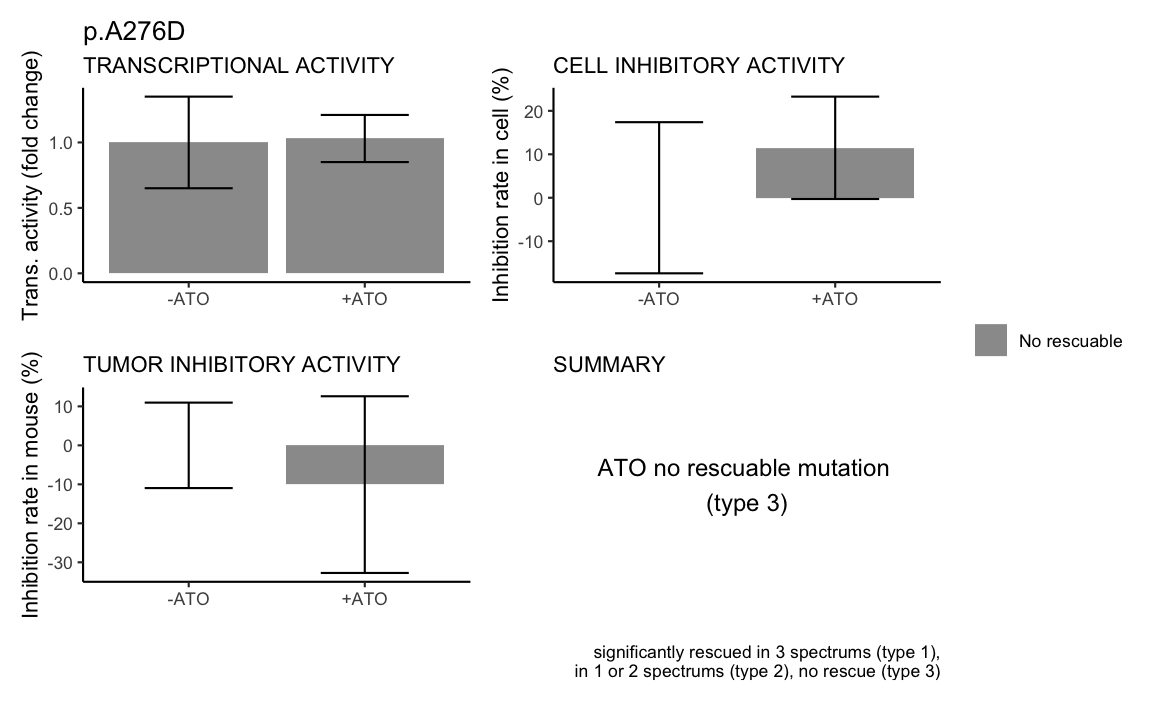 p.A276D
TRANSCRIPTIONAL ACTIVITY
Trans. activity (fold change)
1.0
0.5
0.0
-ATO
+ATO
CELL INHIBITORY ACTIVITY
Inhibition rate in cell (%)
20
10
0
-10
-ATO
+ATO
No rescuable
TUMOR INHIBITORY ACTIVITY
Inhibition rate in mouse (%)
10
0
-10
-20
-30
-ATO
+ATO
SUMMARY
ATO no rescuable mutation
(type 3)
significantly rescued in 3 spectrums (type 1),
in 1 or 2 spectrums (type 2), no rescue (type 3)